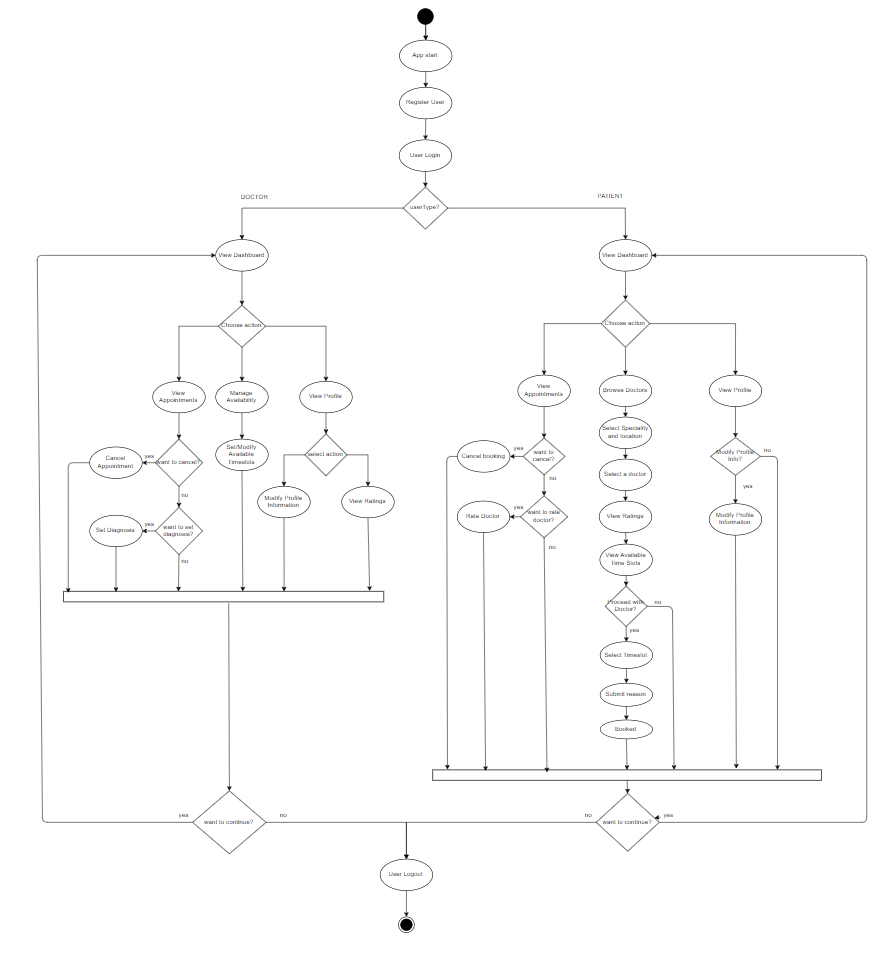 App start
Register User
User Login
DOCTOR
PATIENT
userType?
View Dashboard
View Dashboard
Choose action
Choose action
View
Appointments
Manage
Availability
View Profile
View
Appointments
Browse Doctors
View Profile
Select Speciality
and location
Cancel
Appointment
yes
want to cancel?
Set/Modify
Available
Timeslots
select action
Cancel booking
yes
want to
cancel?
Modify Profile
Info?
no
no
Select a doctor
no
yes
Modify Profile
Information
View Ratings
Rate Doctor
yes
want to rate
doctor?
View Ratings
Modify Profile
Information
Set Diagnosis
yes
want to set
diagnosis?
no
no
View Available
Time Slots
Proceed with
Doctor?
no
yes
Select Timeslot
Submit reason
Booked
yes
want to continue?
no
no
want to continue?
yes
User Logout